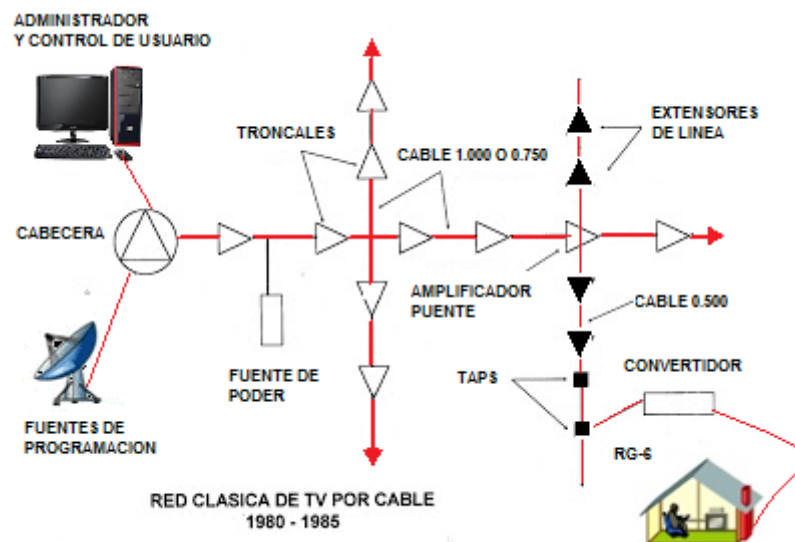 ADMINISTRADOR
Y CONTROL DE USUARIO
TRONCALES
EXTENSORES
DE LINEA
CABLE 1.000 O 0.750
CABECERA
AMPLIFICADOR
PUENTE
CABLE 0.500
FUENTE DE
PODER
TAPS
CONVERTIDOR
FUENTES DE
PROGRAMACION
RG-6
RED CLASICA DE TV POR CABLE
1980 - 1985